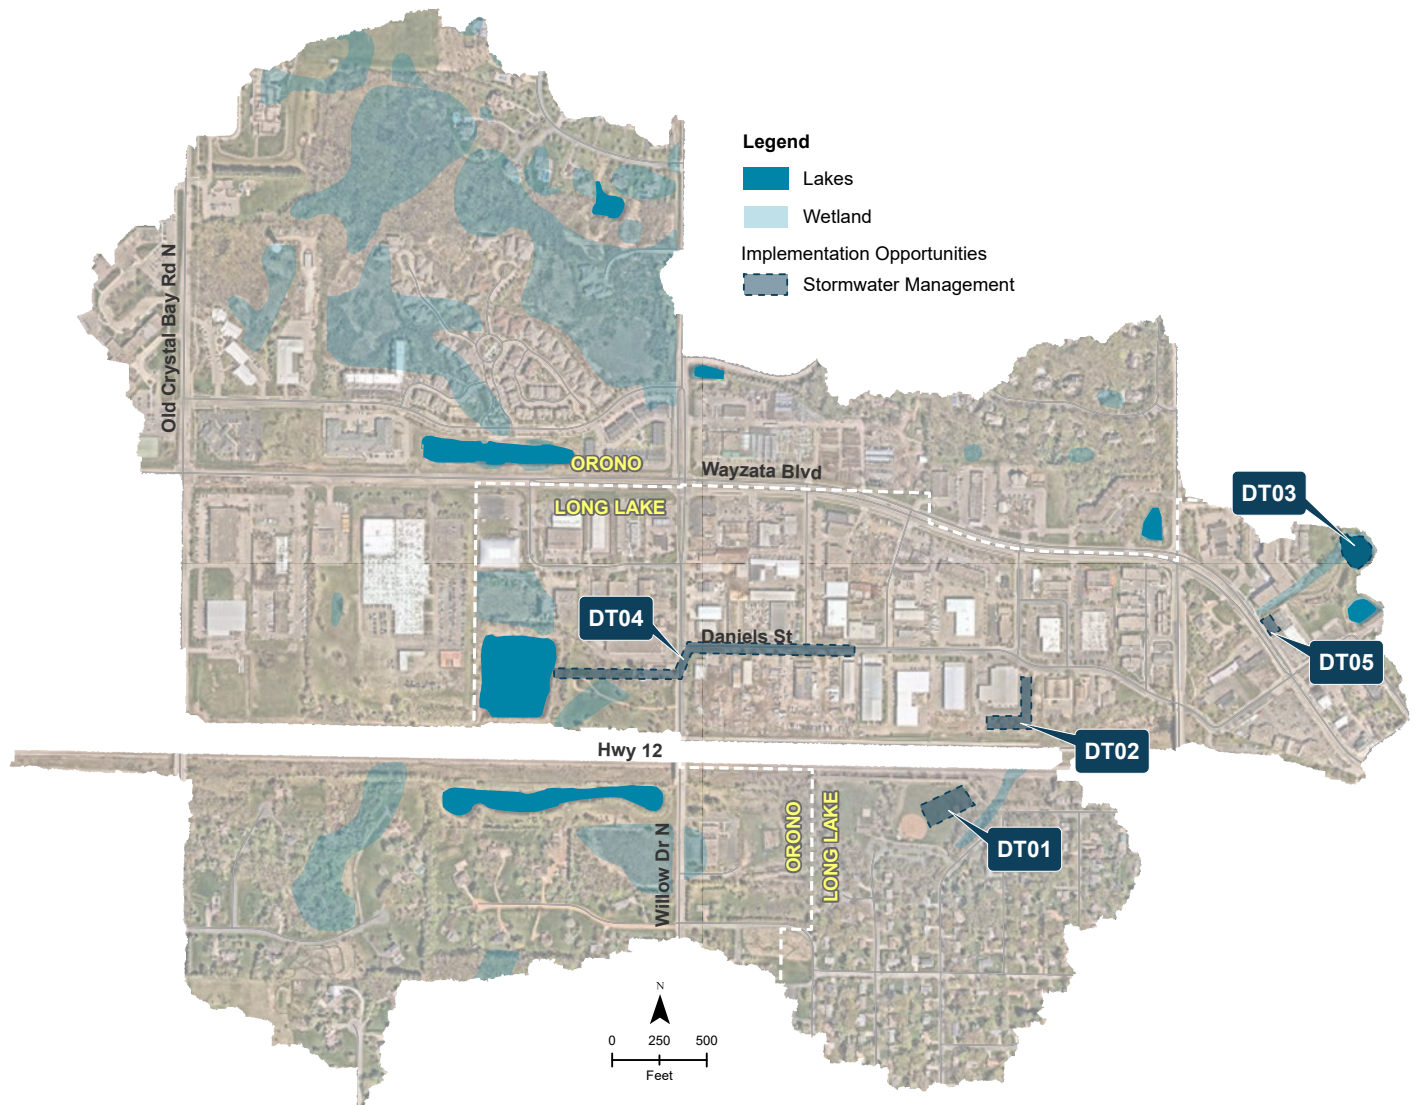 Legend
Lakes
Wetland
Implementation Opportunities
Stormwater Management
Old Crystal Bay Rd N
ORONO
Wayzata Blvd
LONG LAKE
DT03
DT04
Daniels St
DT05
Hwy 12
DT02
Willow Dr N
ORONO
LONG LAKE
DT01
N
0 250 500
Feet